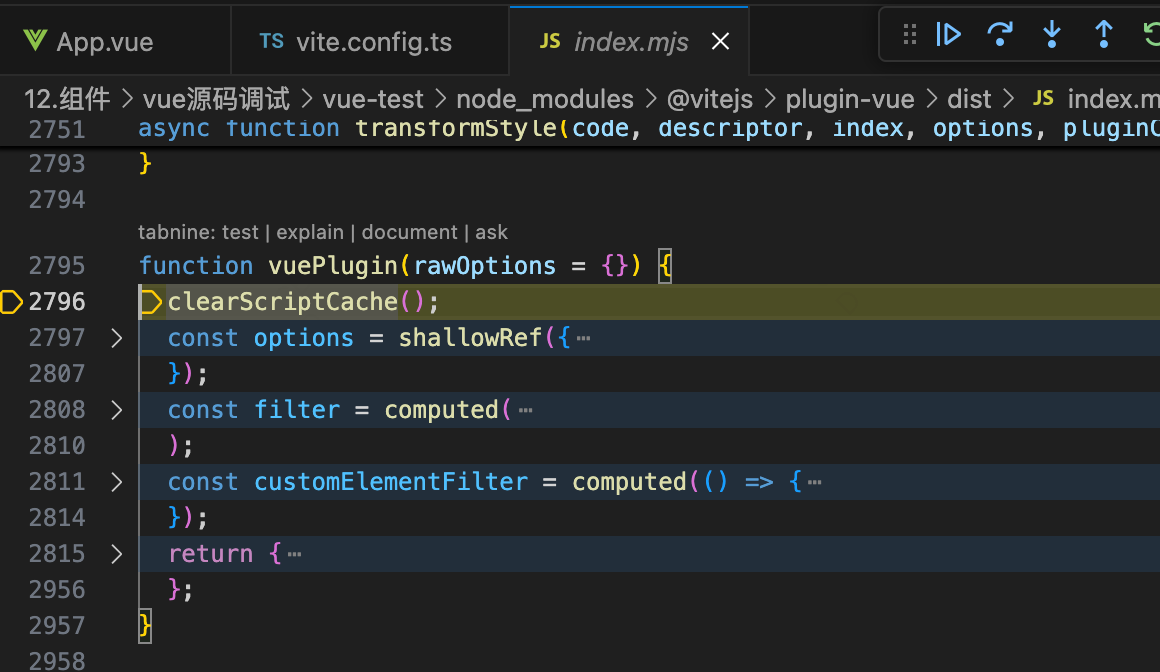 App.vue TS vite.config.ts JS index.mjs
12.组件 > vue源码调试 > vue-test > node_modules > @vitejs > plugin-vue > dist > JS index.m
2751 async function transformStyle(code, descriptor, index, options, pluginC
2793 }
2794
tabnine: test | explain | document | ask
2795 function vuePlugin(rawOptions = {}) {
2796 clearScriptCache();
2797 const options = shallowRef({ ⋯
2807 });
2808 const filter = computed( ⋯
2810 );
2811 const customElementFilter = computed(() => { ⋯
2814 });
2815 return { ⋯
2956 };
2957 }
2958